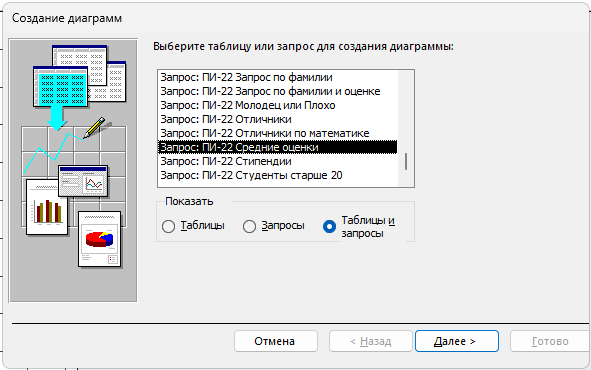 Создание диаграмм
Выберите таблицу или запрос для создания диаграммы:
Запрос: ПИ-22 Запрос по фамилии
Запрос: ПИ-22 Запрос по фамилии и оценке
Запрос: ПИ-22 Молодец или Плохо
Запрос: ПИ-22 Отличники
Запрос: ПИ-22 Отличники по математике
Запрос: ПИ-22 Средние оценки
Запрос: ПИ-22 Стипендии
Запрос: ПИ-22 Студенты старше 20
Показать
Таблицы
Запросы
Таблицы и
запросы
Отмена
< Назад
Далее >
Готово